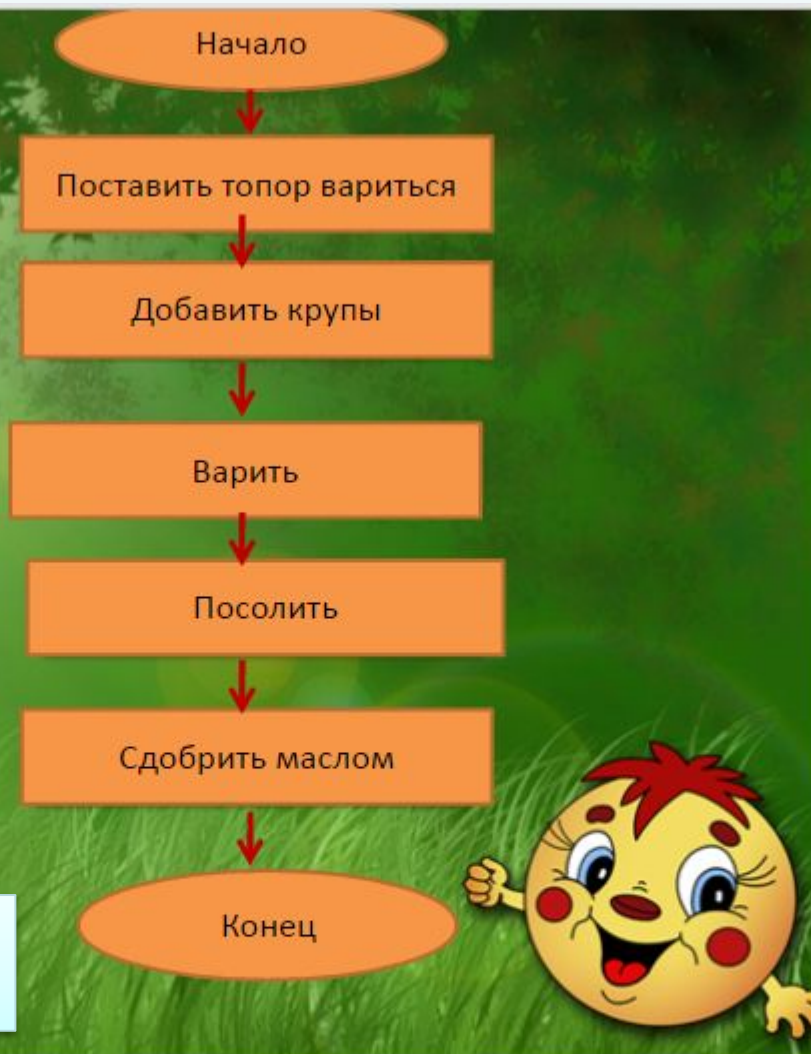 Начало
Поставить топор вариться
Добавить крупы
Варить
Посолить
Сдобрить маслом
Конец